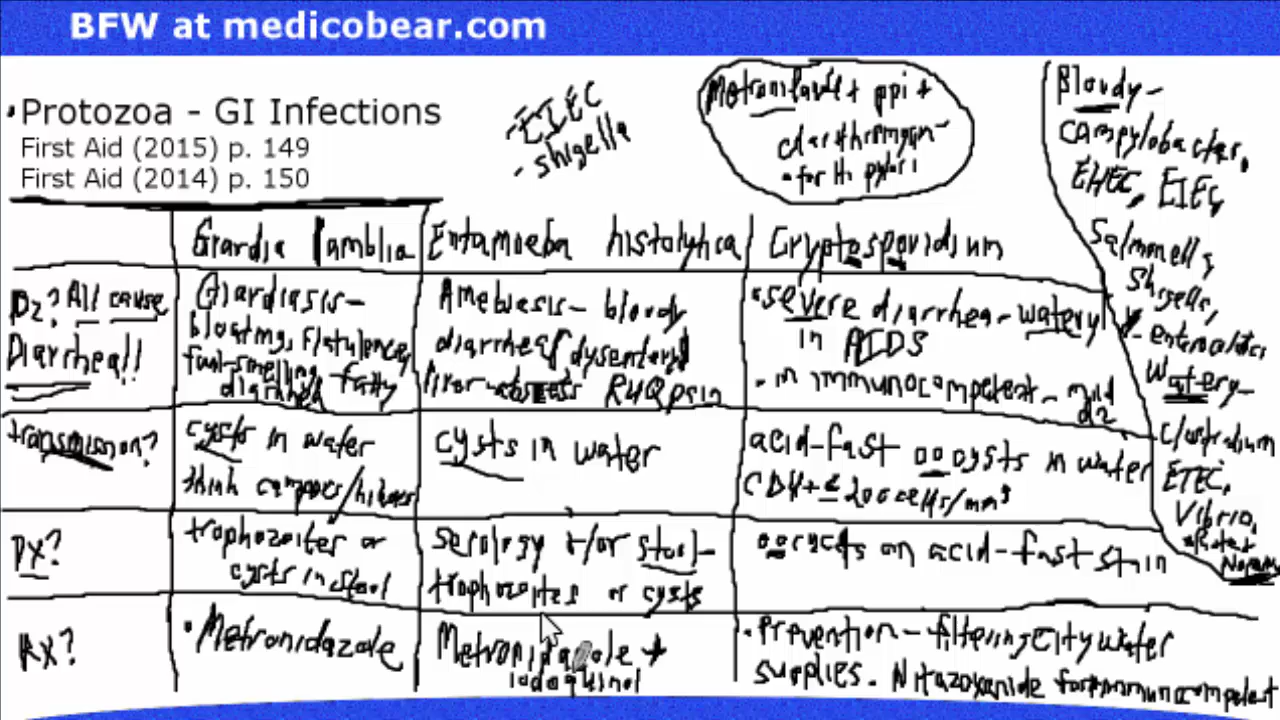 BFW at medicobear.com
Protozoa - GI Infections
First Aid (2015) p. 149
First Aid (2014) p. 150
- EIEC
- shigella
ppi +
- for H. pylori
Bloody -
campylobacter,
EHEC, EIEC,
Salmonella,
Shigella,
Watery -
Clostridium
ETEC,
Vibrio,
Giardia lamblia
Entamoeba histolytica
Cryptosporidium
Dz? All cause
Diarrhea!!
Giardiasis -
bloating, flatulence,
foul-smelling fatty
diarrhea
Amebiasis - bloody
diarrhea (dysentery)
liver RUQ pain
• severe diarrhea - watery
in AIDS
• in immunocompetent - mild
dz
transmission?
cysts in water
think campers/hikers
cysts in water
acid-fast oocysts in water
CD4+ ≤ 200 cells/mm³
DX?
trophozoites or
cysts in stool
serology +/or stool -
trophozoites or cysts
oocysts on acid-fast stain
RX?
• Metronidazole
Metronidazole +
iodoquinol
• Prevention - filtering city water
supplies. Nitazoxanide for immunocompetent